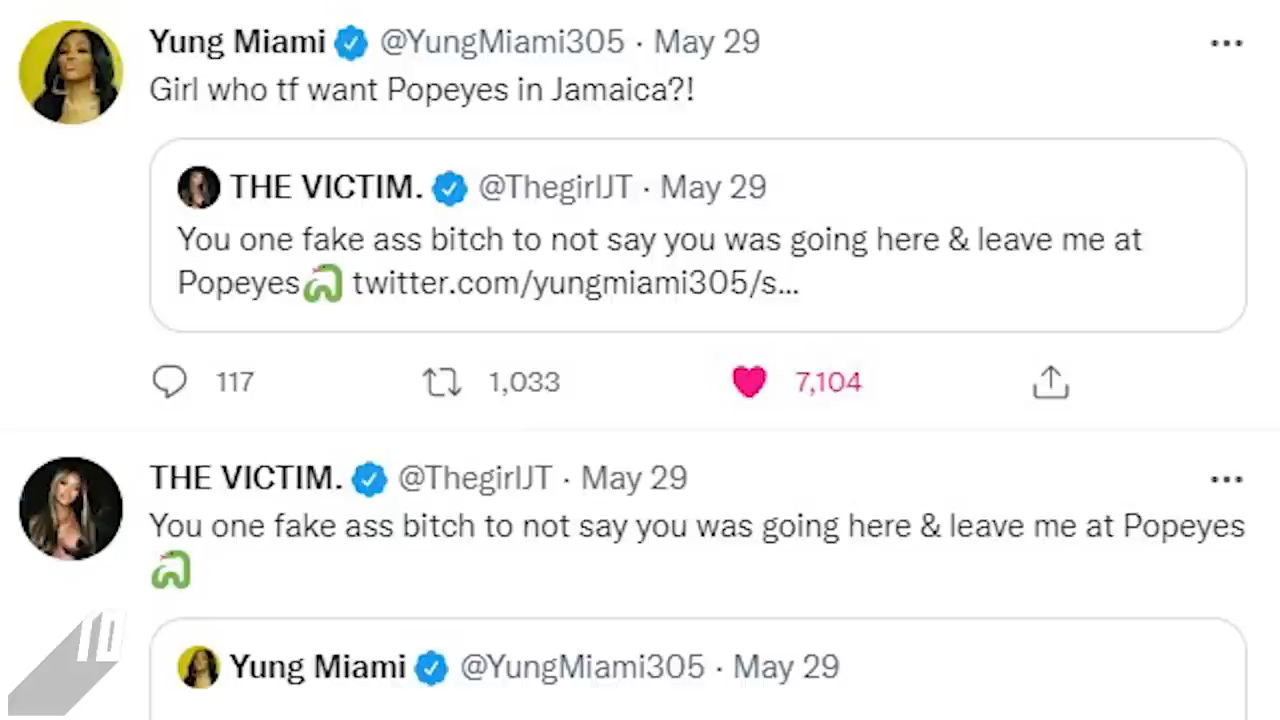 Yung Miami @YungMiami305 · May 29
Girl who tf want Popeyes in Jamaica?!
THE VICTIM. @ThegirlJT · May 29
You one fake ass bitch to not say you was going here & leave me at
Popeyes🐍 twitter.com/yungmiami305/s...
117 1,033 7,104
THE VICTIM. @ThegirlJT · May 29
You one fake ass bitch to not say you was going here & leave me at Popeyes
🐍
10
Yung Miami @YungMiami305 · May 29